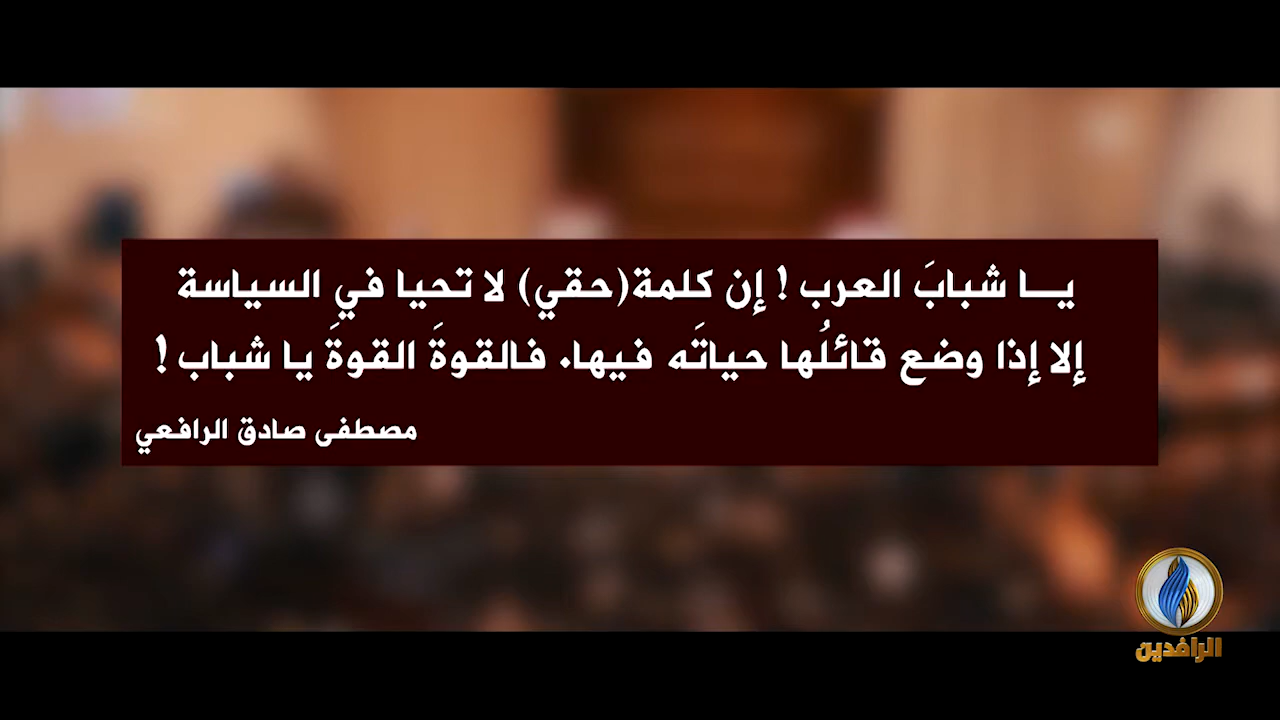 يـــا شبابَ العرب ! إن كلمة(حقي) لا تحيا في السياسة
إلا إذا وضع قائلُها حياتَه فيها. فالقوةَ القوةَ يا شباب !
مصطفى صادق الرافعي
الرافدين